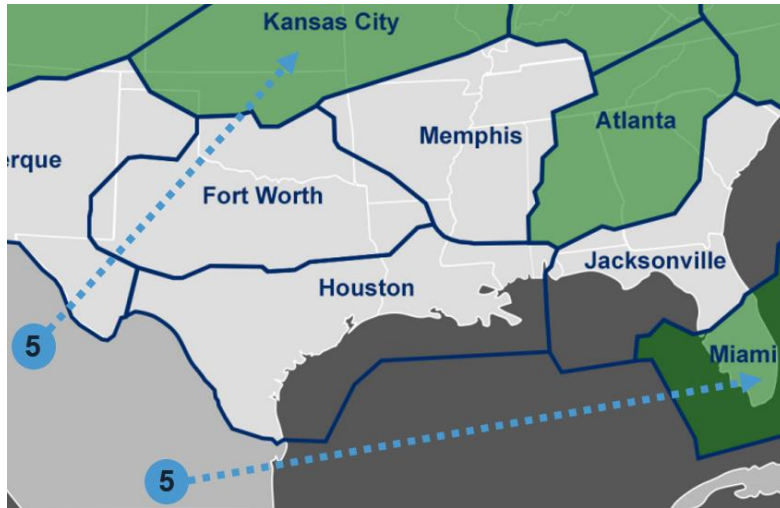 Kansas City
Memphis
Atlanta
erque
Fort Worth
Jacksonville
Houston
5
Miami
5